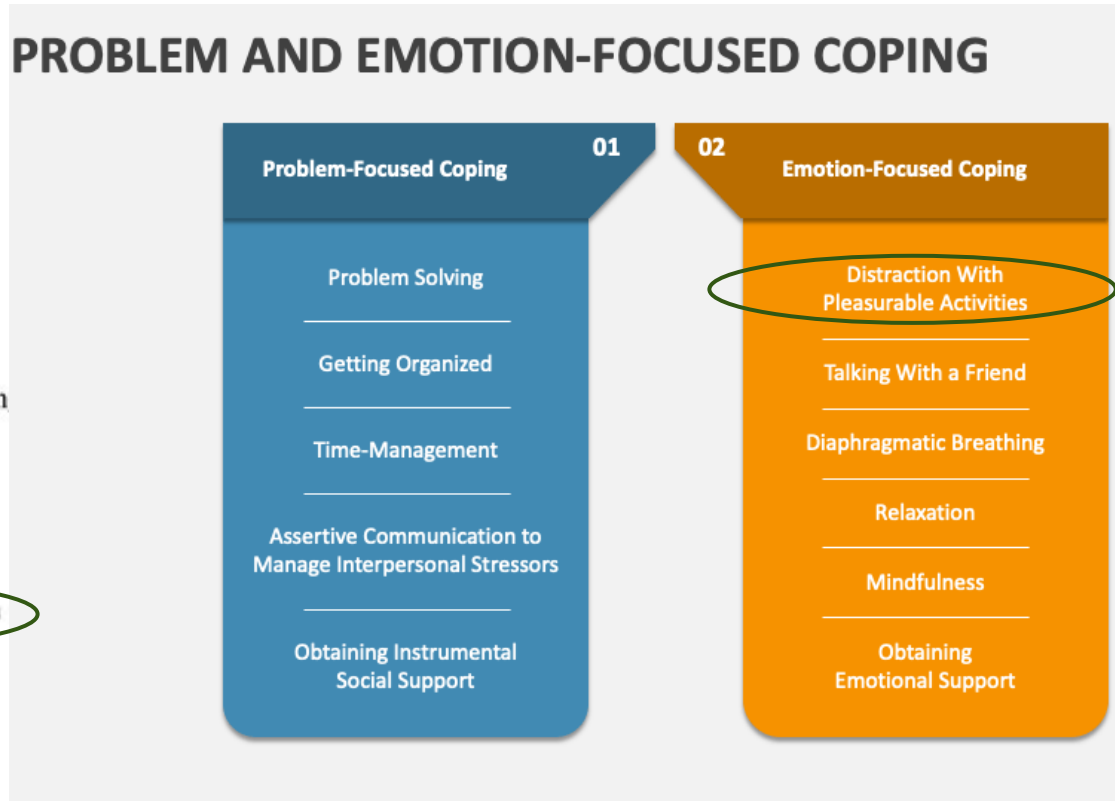 PROBLEM AND EMOTION-FOCUSED COPING
01
Problem-Focused Coping
Problem Solving
Getting Organized
Time-Management
Assertive Communication to
Manage Interpersonal Stressors
Obtaining Instrumental
Social Support
02
Emotion-Focused Coping
Distraction With
Pleasurable Activities
Talking With a Friend
Diaphragmatic Breathing
Relaxation
Mindfulness
Obtaining
Emotional Support